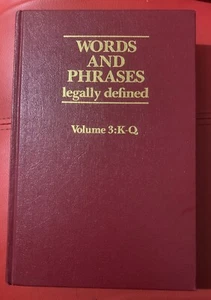 WORDS
AND
PHRASES
legally defined
Volume 3:K-Q